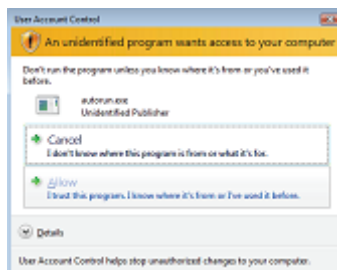 User Account Control
An unidentified program wants access to your computer
Don't run the program unless you know where it's from or you've used it
before.
autorun.exe
Unidentified Publisher
Cancel
I don't know where this program is from or what it's for.
Allow
I trust this program. I know where it's from or I've used it before.
Details
User Account Control helps stop unauthorized changes to your computer.